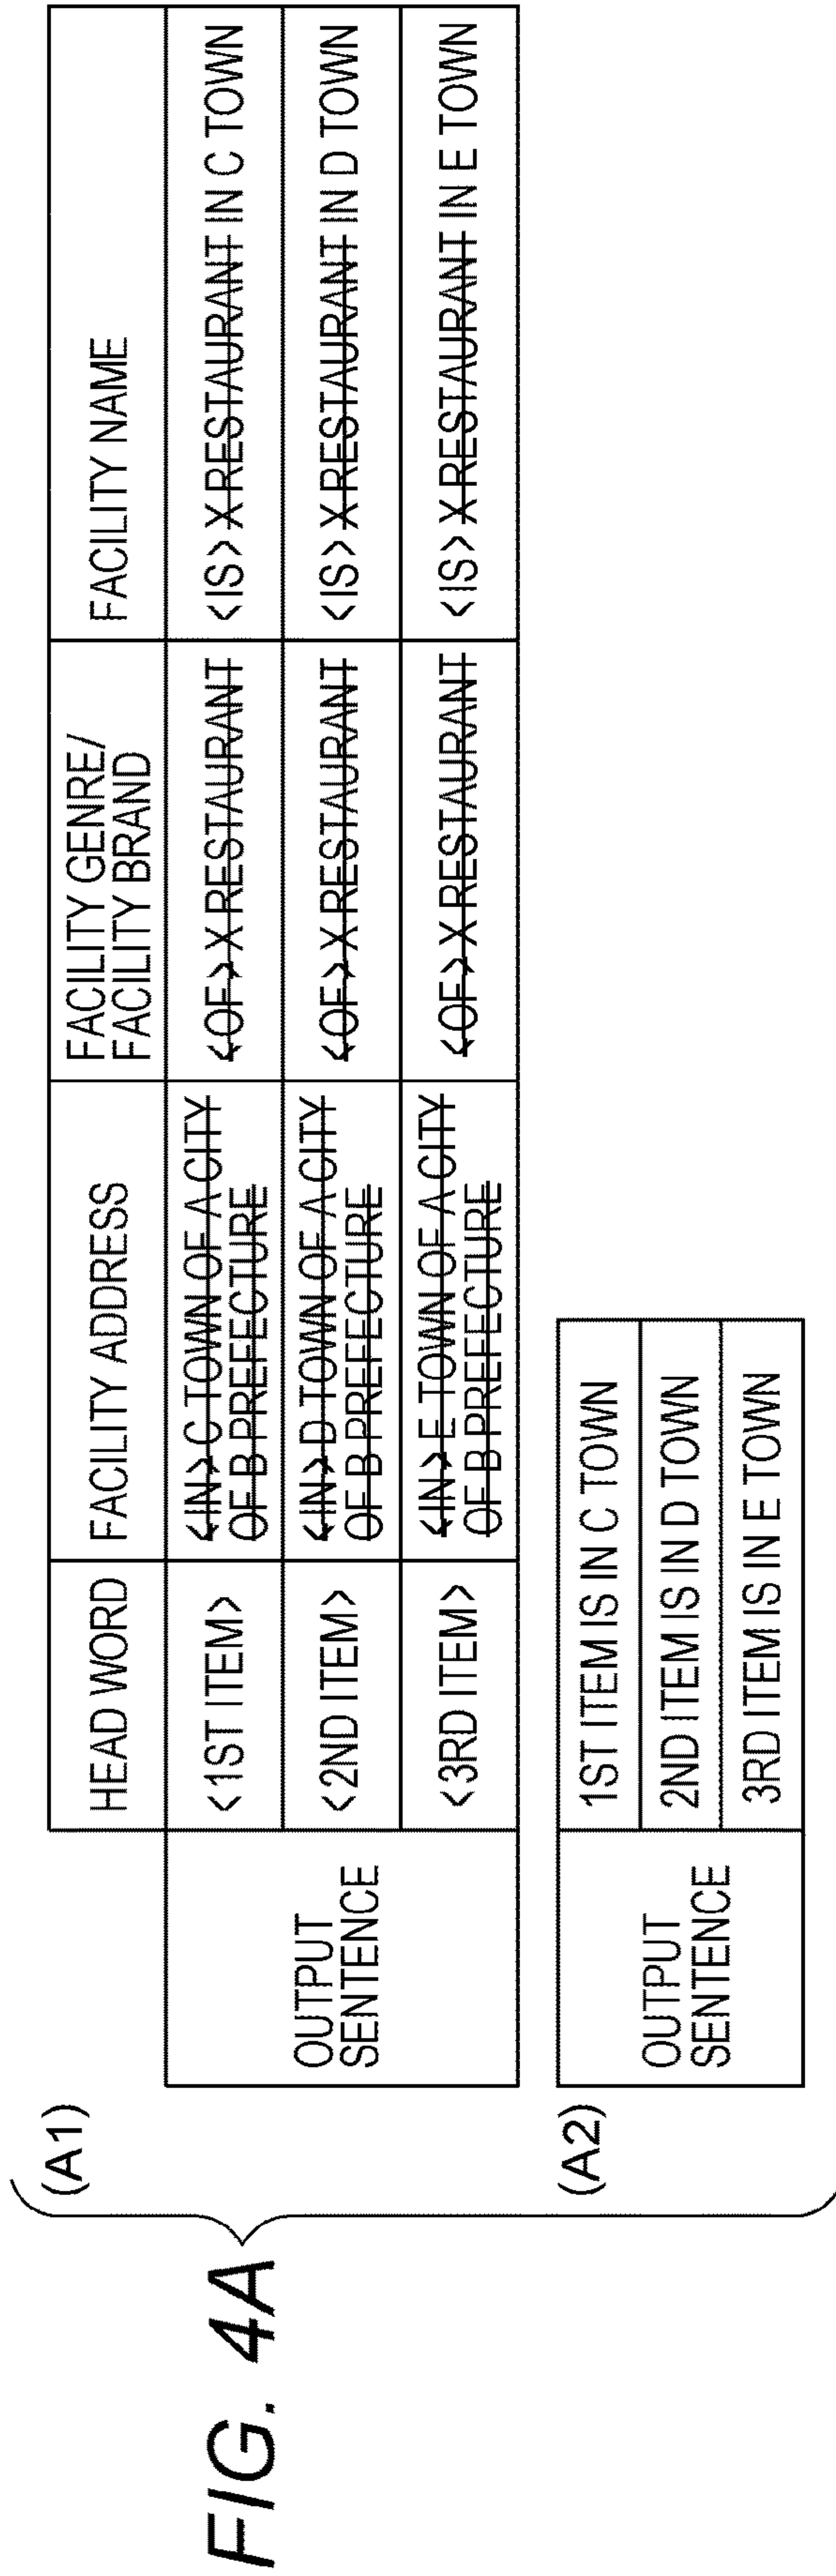 FIG. 4A
(A1)
HEAD WORD
FACILITY ADDRESS
FACILITY GENRE/
FACILITY BRAND
FACILITY NAME
OUTPUT
SENTENCE
<1ST ITEM>
<IN> C TOWN OF A CITY
OF B PREFECTURE
<OF> X RESTAURANT
<IS> X RESTAURANT IN C TOWN
<2ND ITEM>
<IN> D TOWN OF A CITY
OF B PREFECTURE
<OF> X RESTAURANT
<IS> X RESTAURANT IN D TOWN
<3RD ITEM>
<IN> E TOWN OF A CITY
OF B PREFECTURE
<OF> X RESTAURANT
<IS> X RESTAURANT IN E TOWN
(A2)
OUTPUT
SENTENCE
1ST ITEM IS IN C TOWN
2ND ITEM IS IN D TOWN
3RD ITEM IS IN E TOWN